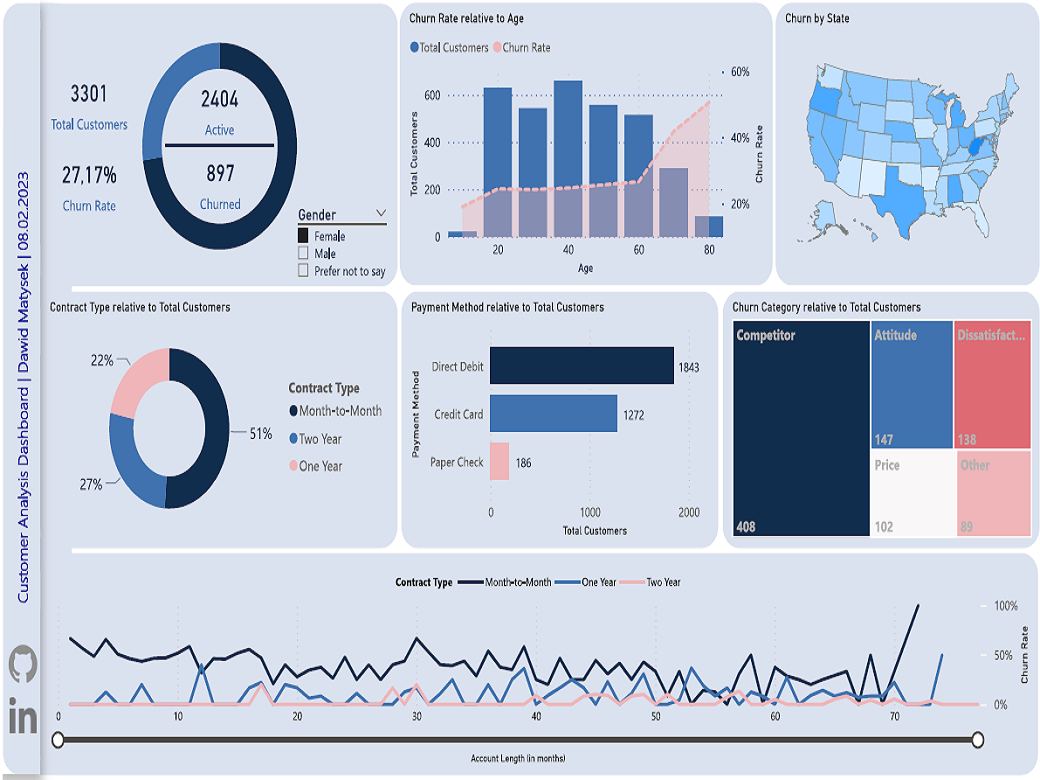 Customer Analysis Dashboard | Dawid Matysek | 08.02.2023
in
3301
Total Customers
27,17%
Churn Rate
2404
Active
897
Churned
Gender
Female
Male
Prefer not to say
Churn Rate relative to Age
Total Customers Churn Rate
Total Customers
600
400
200
0
20 40 60 80
Age
60%
40%
20%
Churn Rate
Churn by State
Contract Type relative to Total Customers
22%
27%
51%
Contract Type
Month-to-Month
Two Year
One Year
Payment Method relative to Total Customers
Payment Method
Direct Debit 1843
Credit Card 1272
Paper Check 186
0 1000 2000
Total Customers
Churn Category relative to Total Customers
Competitor
408
Attitude
147
Dissatisfact...
138
Price
102
Other
89
Contract Type Month-to-Month One Year Two Year
100%
50%
0%
Churn Rate
0 10 20 30 40 50 60 70
Account Length (in months)